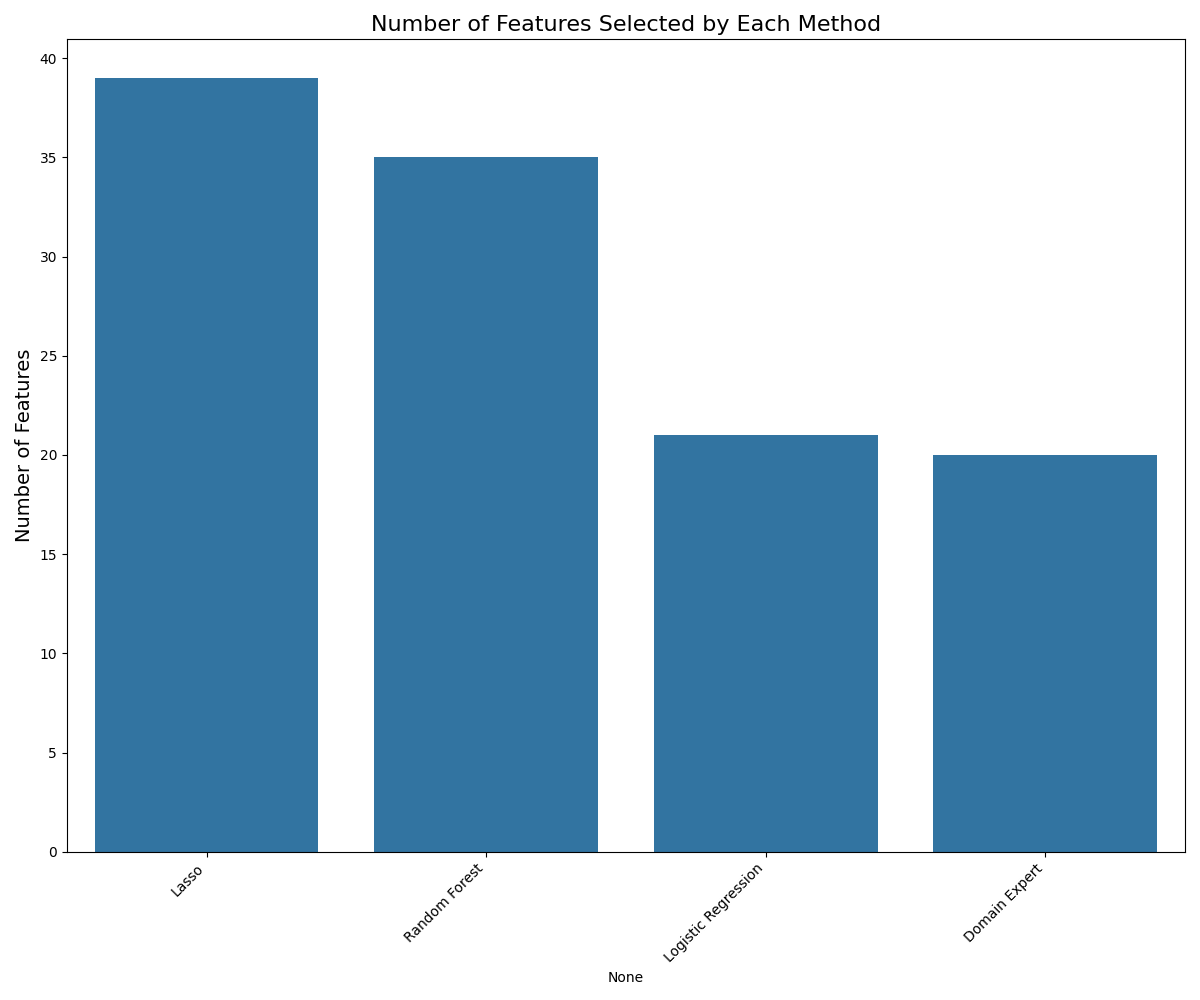 Number of Features Selected by Each Method
Number of Features
40
35
30
25
20
15
10
5
0
Lasso
Random Forest
Logistic Regression
Domain Expert
None